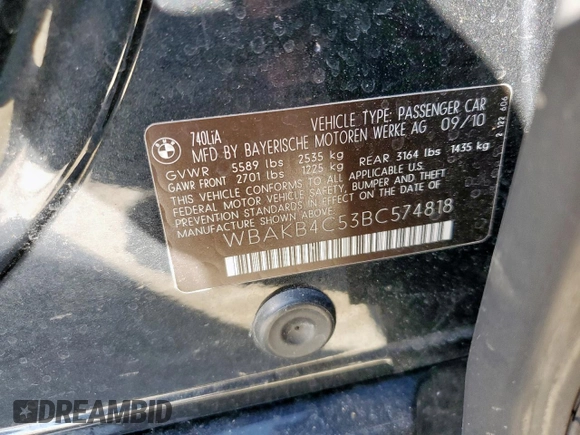 BMW
740LiA VEHICLE TYPE: PASSENGER CAR
MFD BY BAYERISCHE MOTOREN WERKE AG 09/10
GVWR 5589 lbs 2535 kg
GAWR FRONT 2701 lbs 1225 kg REAR 3164 lbs 1435 kg
THIS VEHICLE CONFORMS TO ALL APPLICABLE U.S.
FEDERAL MOTOR VEHICLE SAFETY, BUMPER AND THEFT
PREVENTION STANDARDS IN EFFECT ON THE DATE OF
MANUFACTURE SHOWN ABOVE.
WBAKB4C53BC574818
DREAMBID